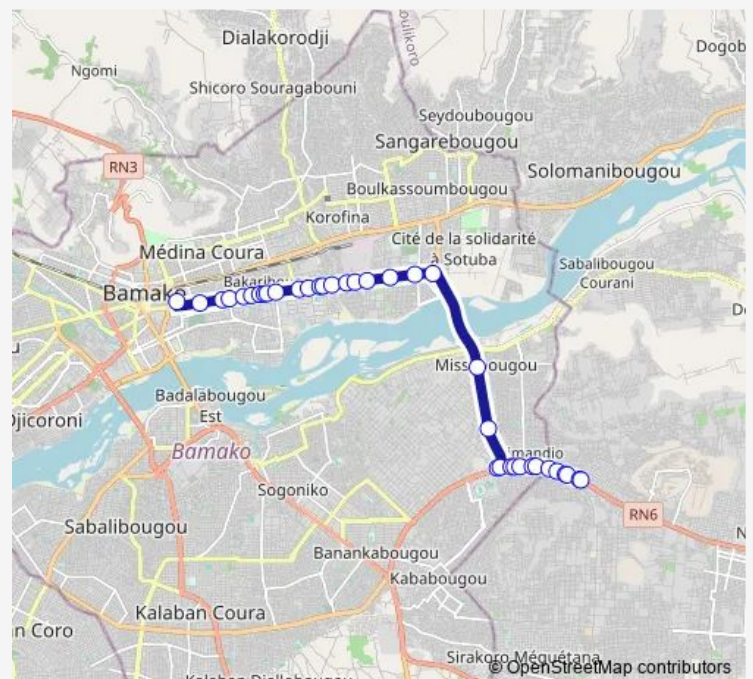 Dialakorodji
oulikoro
Dogob
Ngomi
Shicoro Souragabouni
Seydoubougou
Sangarebougou
RN3
Solomanibougou
Boulkassoumbougou
Korofina
Cité de la solidarité
à Sotuba
Médina Coura
Sabalibougou
Courani
Bamako
Missabougou
Badalabougou
Est
Djicoroni
Bamako
Sogoniko
RN6
Sabalibougou
Banankabougou
Kababougou
Kalaban Coura
n Coro
Sirakoro Méguétana
© OpenStreetMap contributors